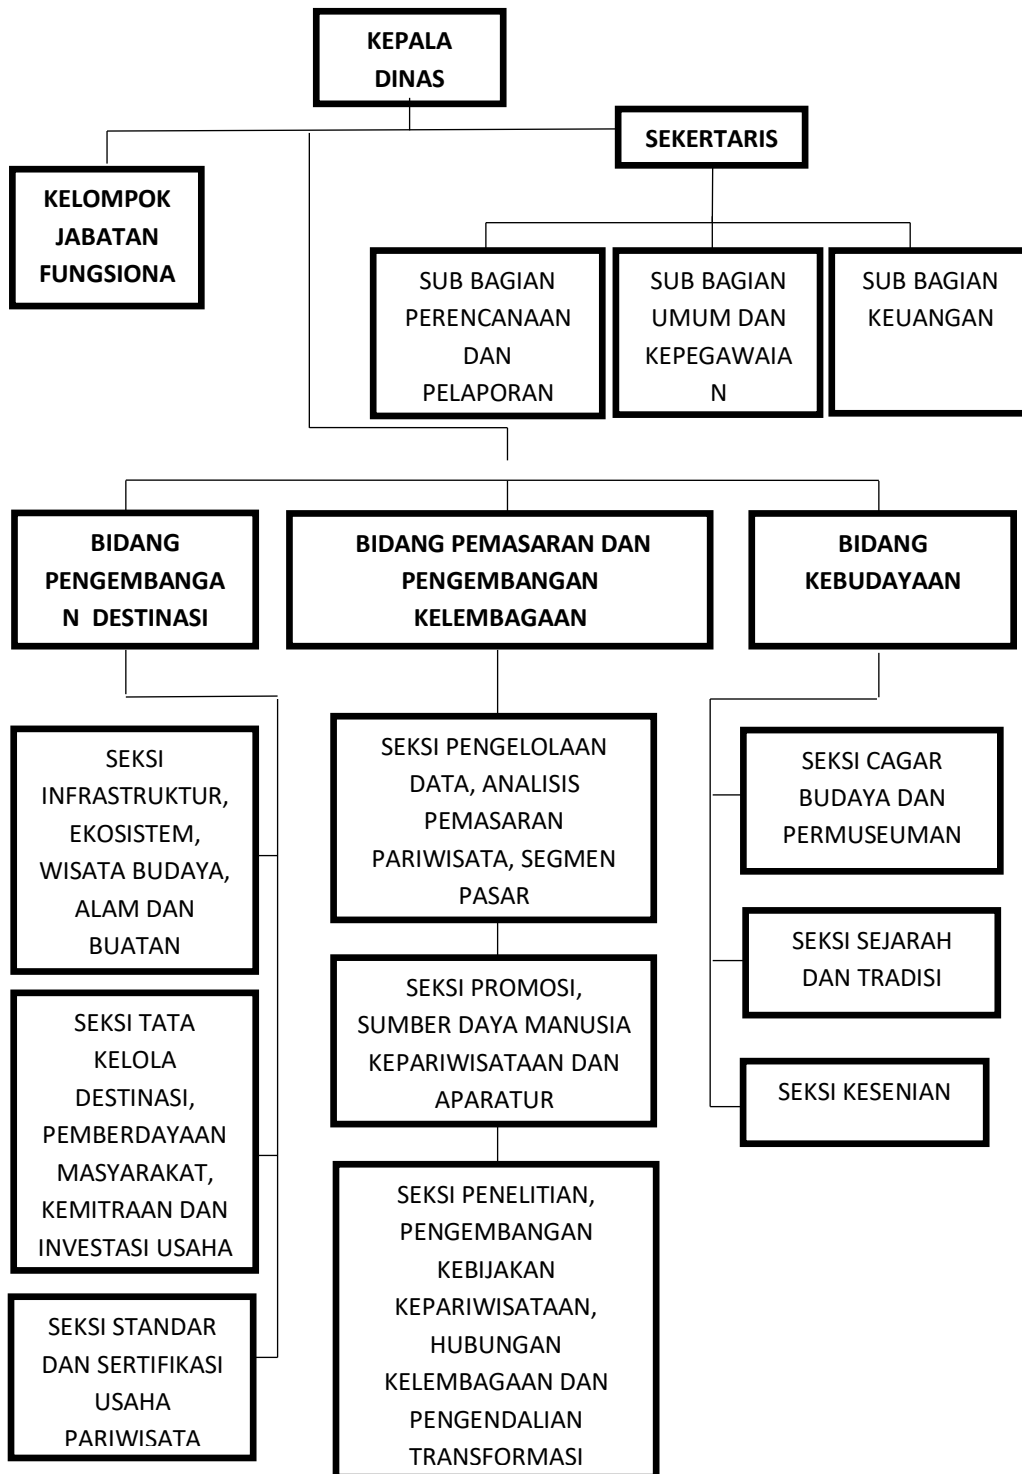 KEPALA
DINAS
SEKERTARIS
KELOMPOK
JABATAN
FUNGSIONA
SUB BAGIAN
PERENCANAAN
DAN
PELAPORAN
SUB BAGIAN
UMUM DAN
KEPEGAWAIA
N
SUB BAGIAN
KEUANGAN
BIDANG
PENGEMBANGA
N DESTINASI
BIDANG PEMASARAN DAN
PENGEMBANGAN
KELEMBAGAAN
BIDANG
KEBUDAYAAN
SEKSI
INFRASTRUKTUR,
EKOSISTEM,
WISATA BUDAYA,
ALAM DAN
BUATAN
SEKSI TATA
KELOLA
DESTINASI,
PEMBERDAYAAN
MASYARAKAT,
KEMITRAAN DAN
INVESTASI USAHA
SEKSI STANDAR
DAN SERTIFIKASI
USAHA
PARIWISATA
SEKSI PENGELOLAAN
DATA, ANALISIS
PEMASARAN
PARIWISATA, SEGMEN
PASAR
SEKSI PROMOSI,
SUMBER DAYA MANUSIA
KEPARIWISATAAN DAN
APARATUR
SEKSI PENELITIAN,
PENGEMBANGAN
KEBIJAKAN
KEPARIWISATAAN,
HUBUNGAN
KELEMBAGAAN DAN
PENGENDALIAN
TRANSFORMASI
SEKSI CAGAR
BUDAYA DAN
PERMUSEUMAN
SEKSI SEJARAH
DAN TRADISI
SEKSI KESENIAN